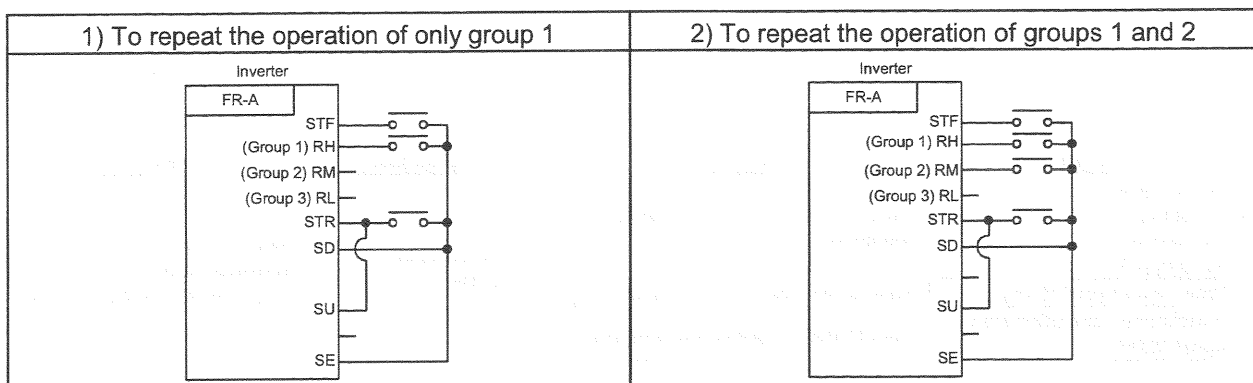 1) To repeat the operation of only group 1
Inverter
FR-A
STF
(Group 1) RH
(Group 2) RM
(Group 3) RL
STR
SD
SU
SE
2) To repeat the operation of groups 1 and 2
Inverter
FR-A
STF
(Group 1) RH
(Group 2) RM
(Group 3) RL
STR
SD
SU
SE